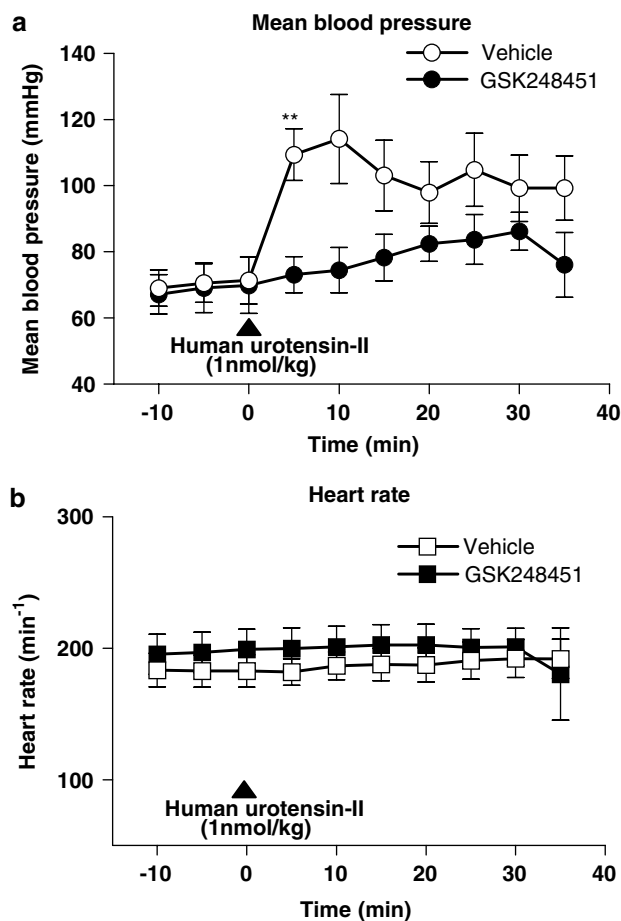 a
Mean blood pressure
Vehicle
GSK248451
Mean blood pressure (mmHg)
140
120
100
80
60
40
**
Human urotensin-II
(1nmol/kg)
-10 0 10 20 30 40
Time (min)
b
Heart rate
Vehicle
GSK248451
Heart rate (min⁻¹)
300
200
100
Human urotensin-II
(1nmol/kg)
-10 0 10 20 30 40
Time (min)